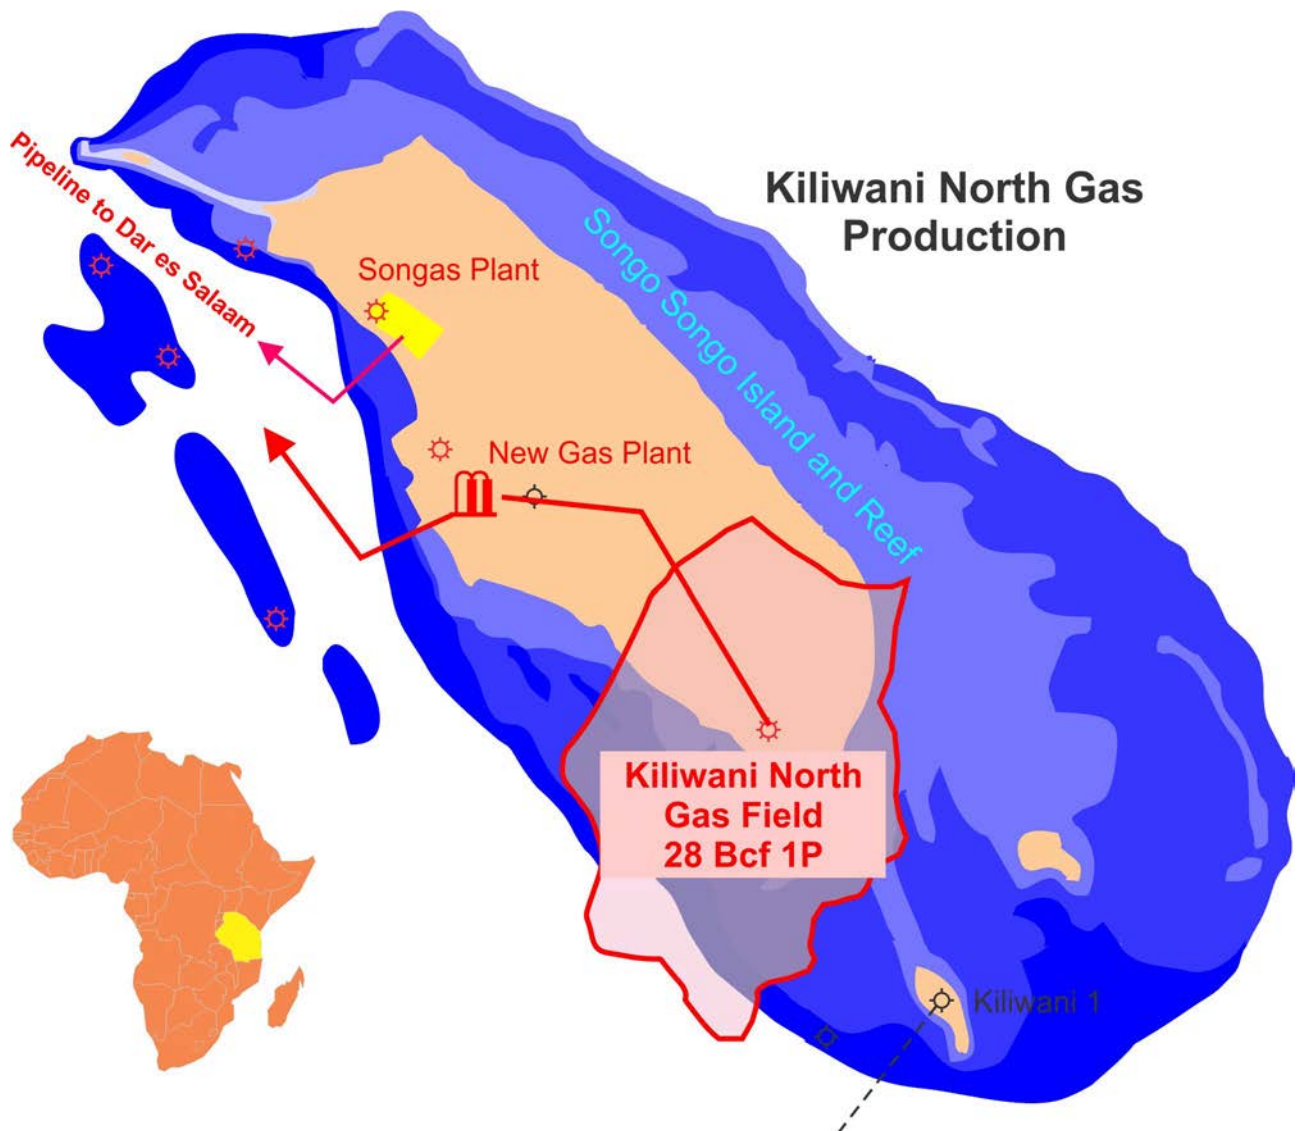 Kiliwani North Gas
Production
Pipeline to Dar es Salaam
Songas Plant
Songo Songo Island and Reef
New Gas Plant
Kiliwani North
Gas Field
28 Bcf 1P
Kiliwani 1